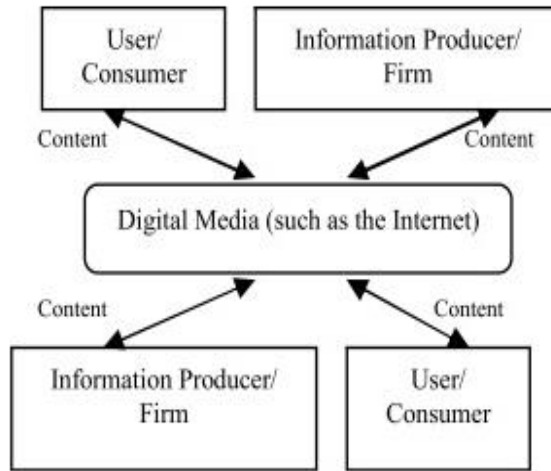 User/
Consumer
Information Producer/
Firm
Content
Content
Digital Media (such as the Internet)
Content
Content
Information Producer/
Firm
User/
Consumer